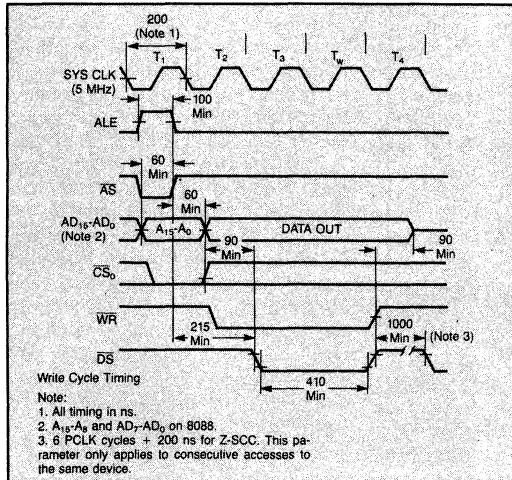 200
(Note 1)
T1 T2 T3 Tw T4
SYS CLK
(5 MHz)
100
Min
ALE
60
Min
AS
60
Min
AD15-AD0
(Note 2)
A15-A0
DATA OUT
90
Min
90
Min
CS0
WR
215
Min
1000
Min
(Note 3)
DS
410
Min
Write Cycle Timing
Note:
1. All timing in ns.
2. A15-A8 and AD7-AD0 on 8088.
3. 6 PCLK cycles + 200 ns for Z-SCC. This pa-
rameter only applies to consecutive accesses to
the same device.